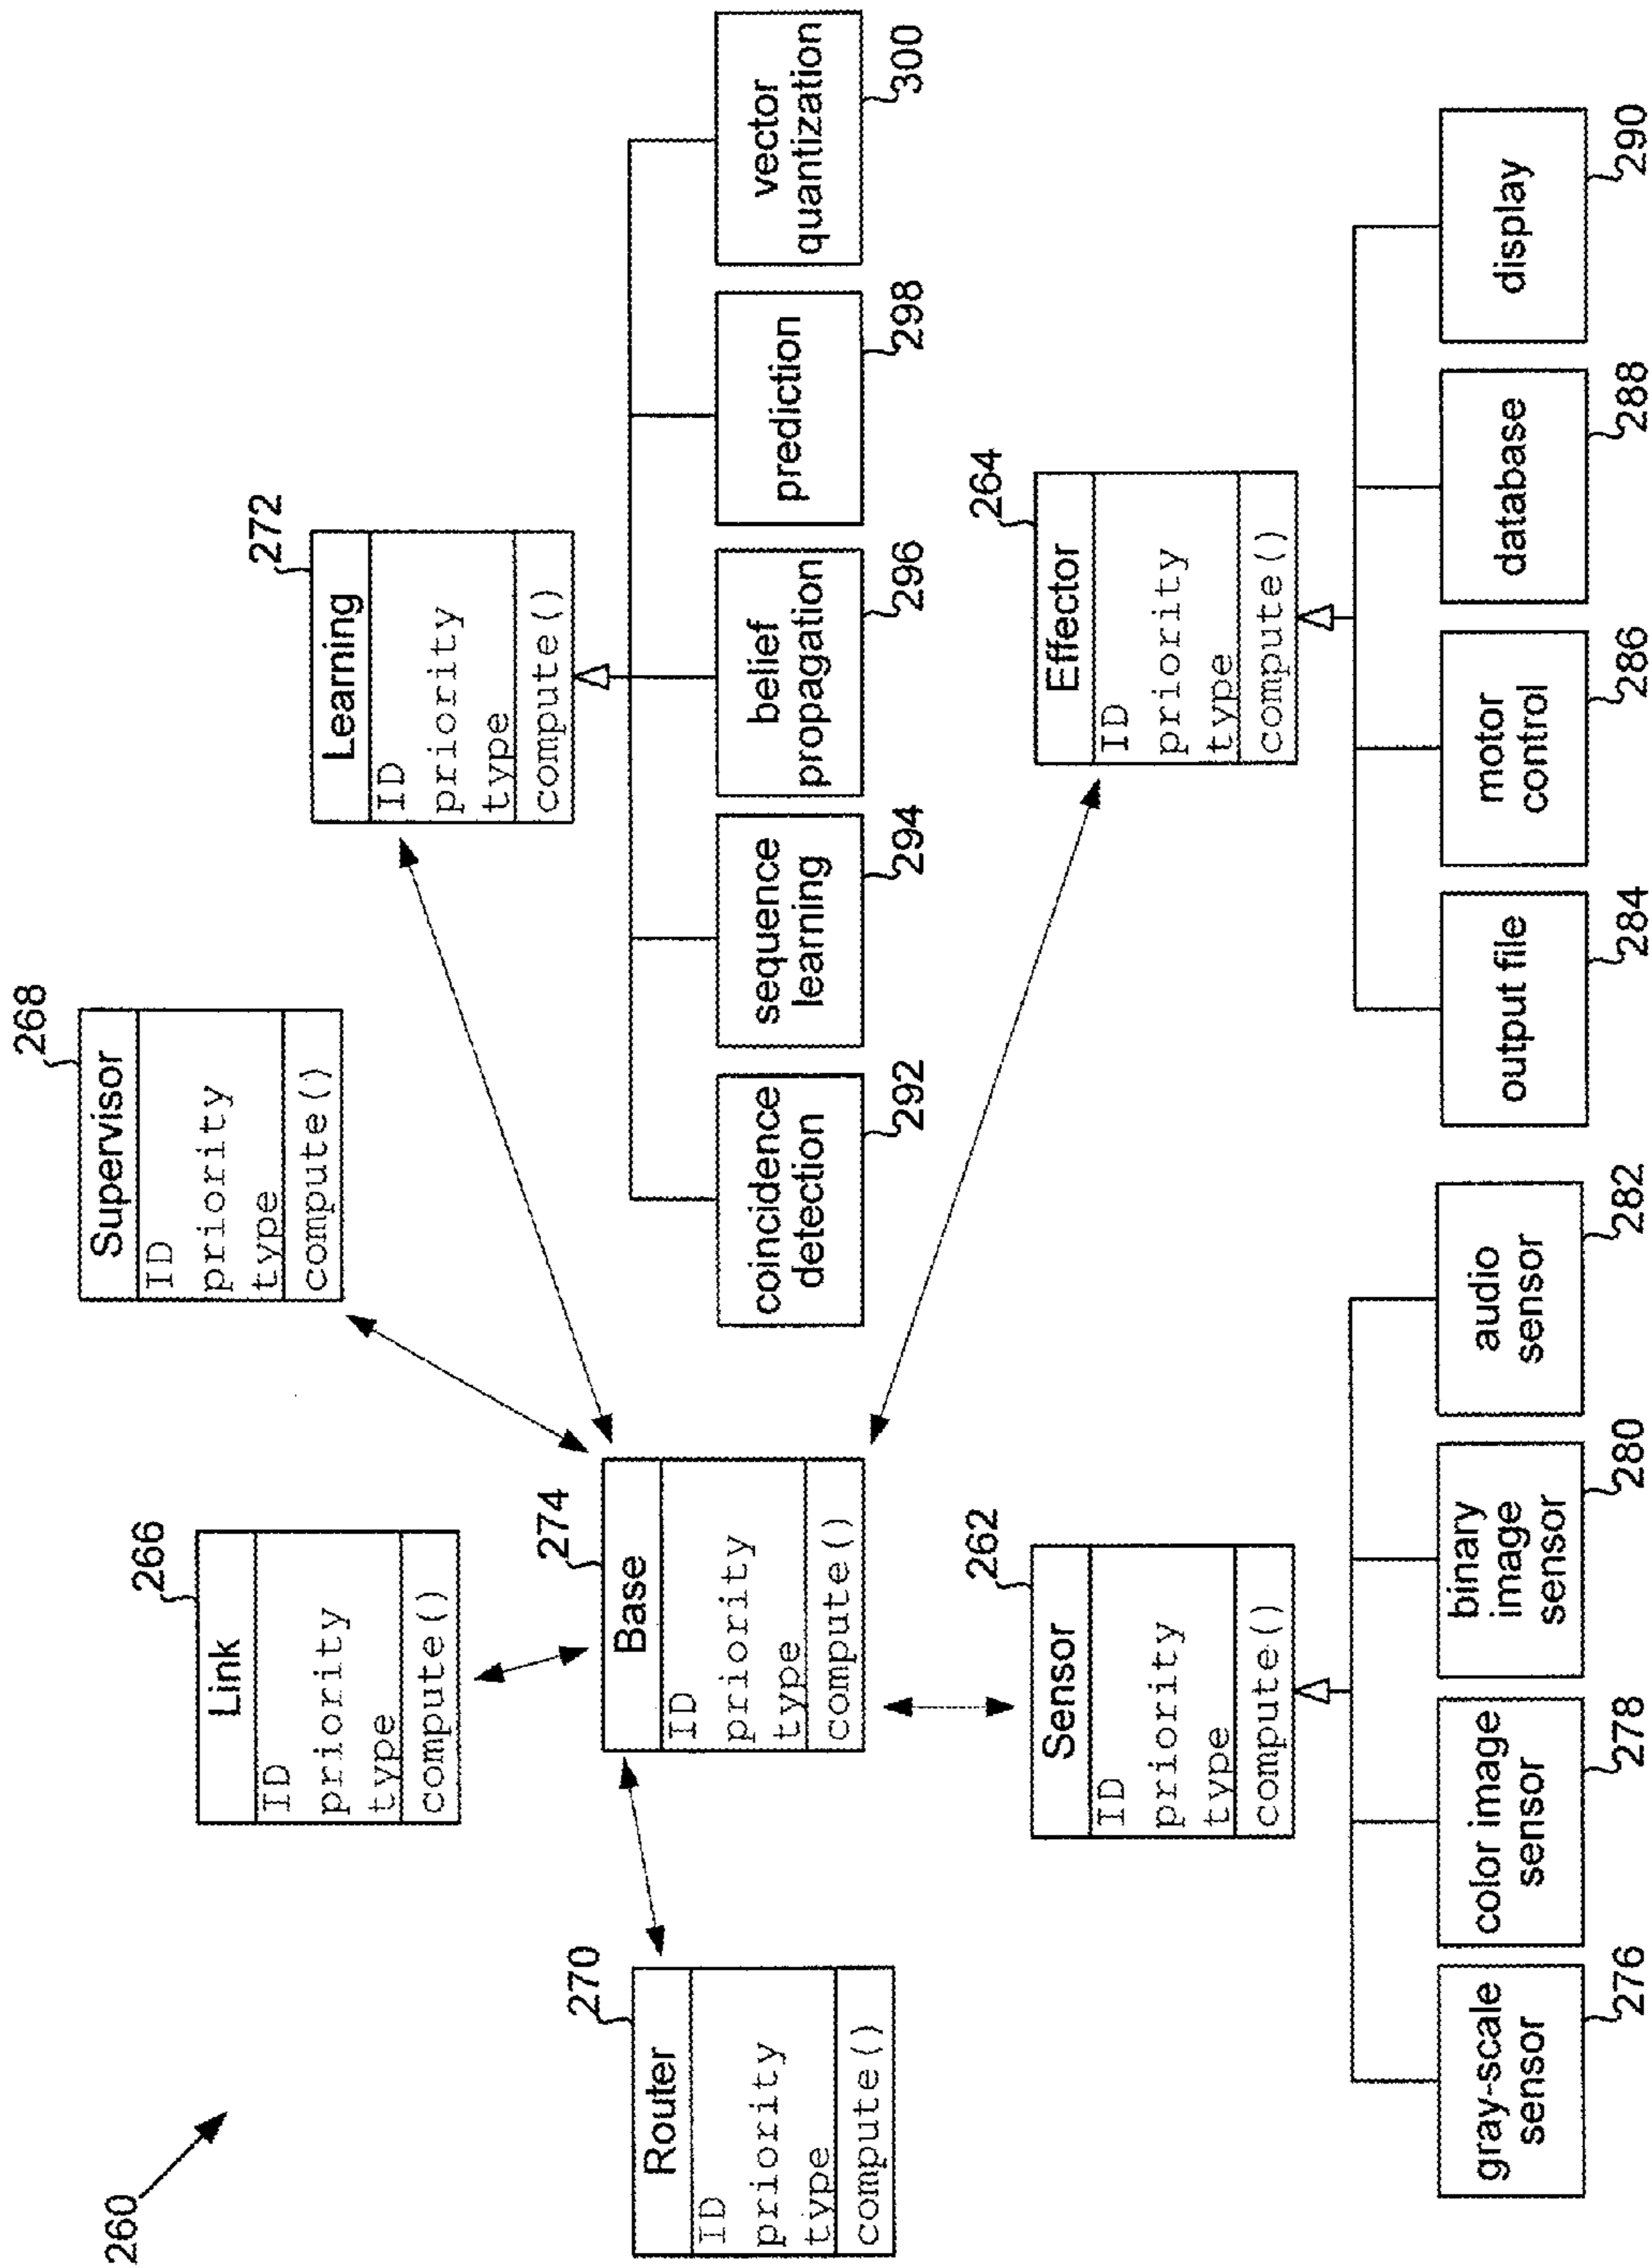 260
Supervisor
268
ID
priority
type
compute()
Link
266
ID
priority
type
compute()
Learning
272
ID
priority
type
compute()
Router
270
ID
priority
type
compute()
Base
274
ID
priority
type
compute()
coincidence
detection
292
sequence
learning
294
belief
propagation
296
prediction
298
vector
quantization
300
Sensor
262
ID
priority
type
compute()
Effector
264
ID
priority
type
compute()
gray-scale
sensor
276
color image
sensor
278
binary
image
sensor
280
audio
sensor
282
output file
284
motor
control
286
database
288
display
290